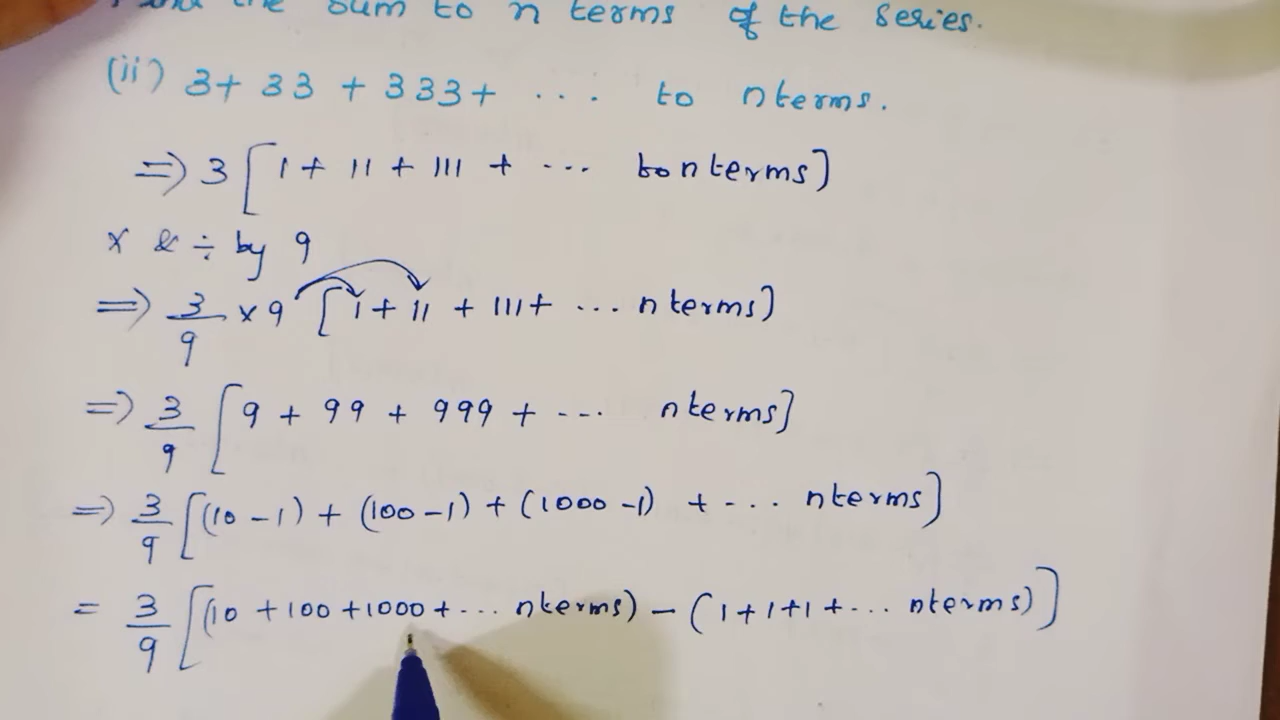 the sum to n terms of the series.
(ii) 3+ 33 + 333 + ... to n terms.
=> 3 [ 1 + 11 + 111 + ... to n terms]
x & ÷ by 9
=> 3/9 x 9 [1 + 11 + 111 + ... n terms]
=> 3/9 [9 + 99 + 999 + ... n terms]
=> 3/9 [(10 - 1) + (100 - 1) + (1000 - 1) + ... n terms]
= 3/9 [(10 + 100 + 1000 + ... n terms) - (1 + 1 + 1 + ... n terms)]